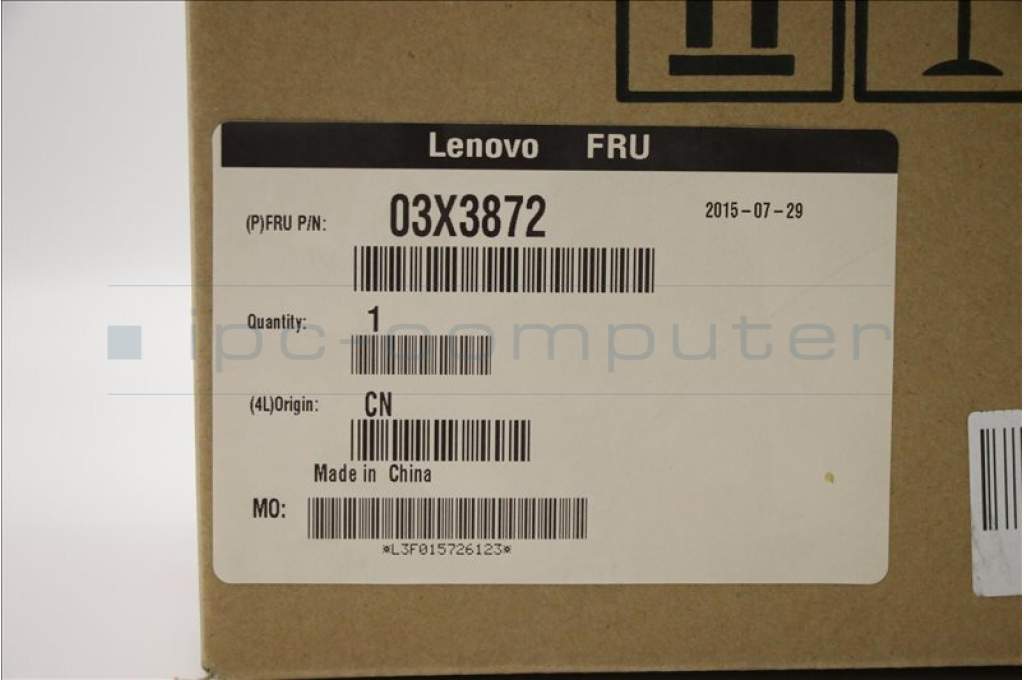 Lenovo FRU
(P)FRU P/N: 03X3872 2015-07-29
Quantity: 1
ipc-computer
(4L)Origin: CN
Made in China
MO:
*L3F015726123*